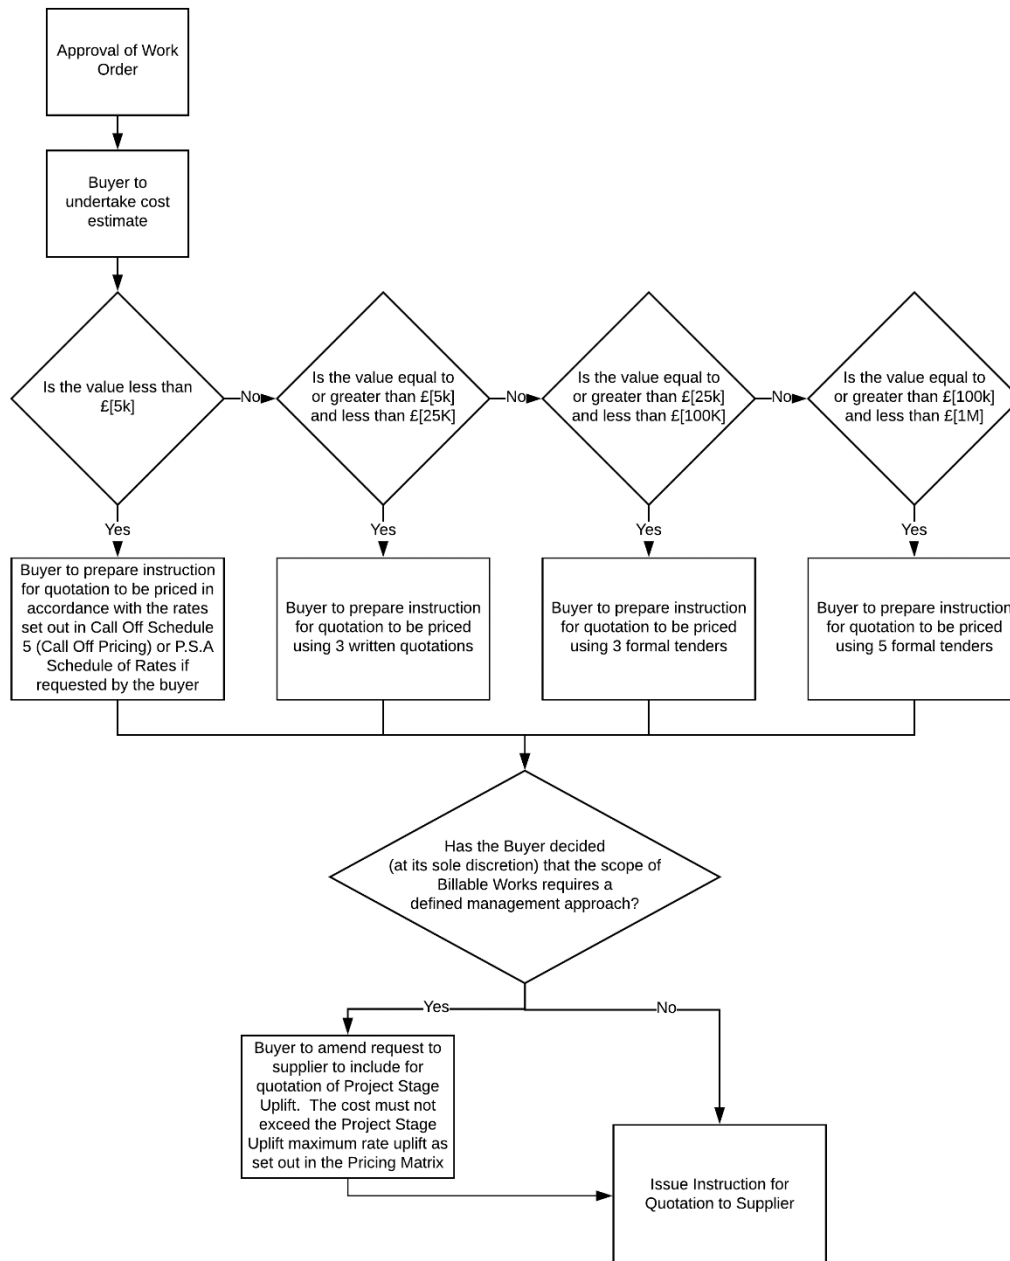 Approval of Work
Order
Buyer to
undertake cost
estimate
Is the value less than
£[5k]
No
Is the value equal to
or greater than £[5k]
and less than £[25K]
No
Is the value equal to
or greater than £[25k]
and less than £[100K]
No
Is the value equal to
or greater than £[100k]
and less than £[1M]
Yes
Yes
Yes
Yes
Buyer to prepare instruction
for quotation to be priced in
accordance with the rates
set out in Call Off Schedule
5 (Call Off Pricing) or P.S.A
Schedule of Rates if
requested by the buyer
Buyer to prepare instruction
for quotation to be priced
using 3 written quotations
Buyer to prepare instruction
for quotation to be priced
using 3 formal tenders
Buyer to prepare instruction
for quotation to be priced
using 5 formal tenders
Has the Buyer decided
(at its sole discretion) that the scope of
Billable Works requires a
defined management approach?
Yes
No
Buyer to amend request to
supplier to include for
quotation of Project Stage
Uplift. The cost must not
exceed the Project Stage
Uplift maximum rate uplift as
set out in the Pricing Matrix
Issue Instruction for
Quotation to Supplier